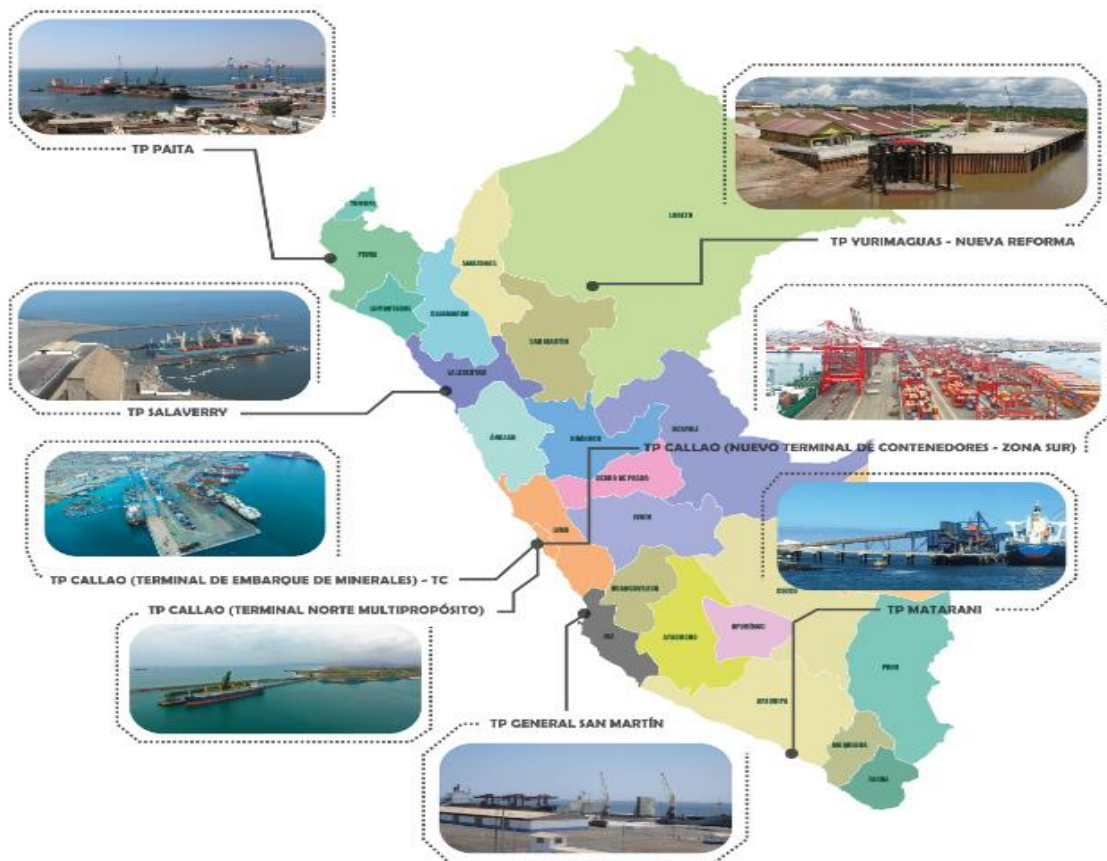 TP PAITA
TP YURIMAGUAS - NUEVA REFORMA
TUMBES
LORETO
PIURA
AMAZONAS
LAMBAYEQUE
CAJAMARCA
SAN MARTÍN
LA LIBERTAD
TP SALAVERRY
ÁNCASH
HUÁNUCO
UCAYALI
TP CALLAO (NUEVO TERMINAL DE CONTENEDORES - ZONA SUR)
CERRO DE PASCO
JUNÍN
LIMA
TP CALLAO (TERMINAL DE EMBARQUE DE MINERALES) - TC
HUANCAVELICA
CUSCO
TP CALLAO (TERMINAL NORTE MULTIPROPÓSITO)
TP MATARANI
ICA
AYACUCHO
APURÍMAC
PUNO
AREQUIPA
TP GENERAL SAN MARTÍN
MOQUEGUA
TACNA